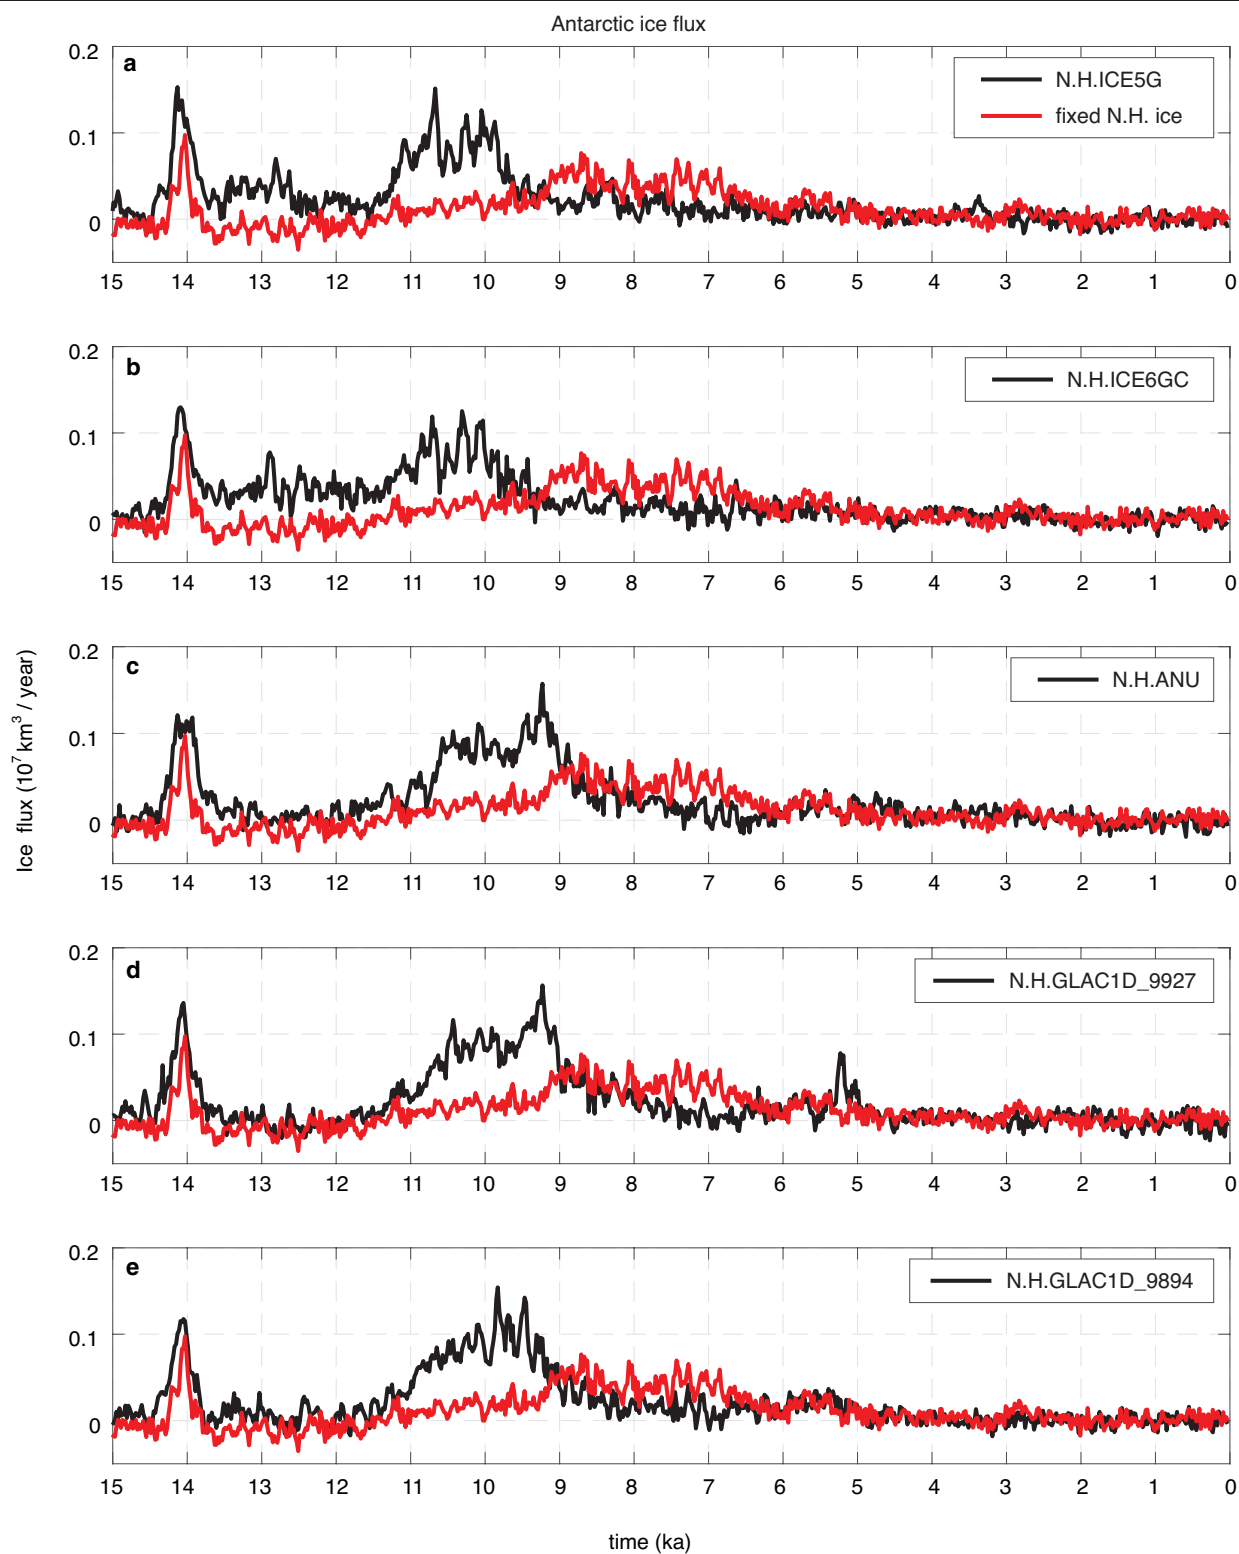 Antarctic ice flux
0.2
a
N.H.ICE5G
fixed N.H. ice
0.1
0
15 14 13 12 11 10 9 8 7 6 5 4 3 2 1 0
0.2
b
N.H.ICE6GC
0.1
0
15 14 13 12 11 10 9 8 7 6 5 4 3 2 1 0
Ice flux (10⁷ km³ / year)
0.2
c
N.H.ANU
0.1
0
15 14 13 12 11 10 9 8 7 6 5 4 3 2 1 0
0.2
d
N.H.GLAC1D_9927
0.1
0
15 14 13 12 11 10 9 8 7 6 5 4 3 2 1 0
0.2
e
N.H.GLAC1D_9894
0.1
0
15 14 13 12 11 10 9 8 7 6 5 4 3 2 1 0
time (ka)